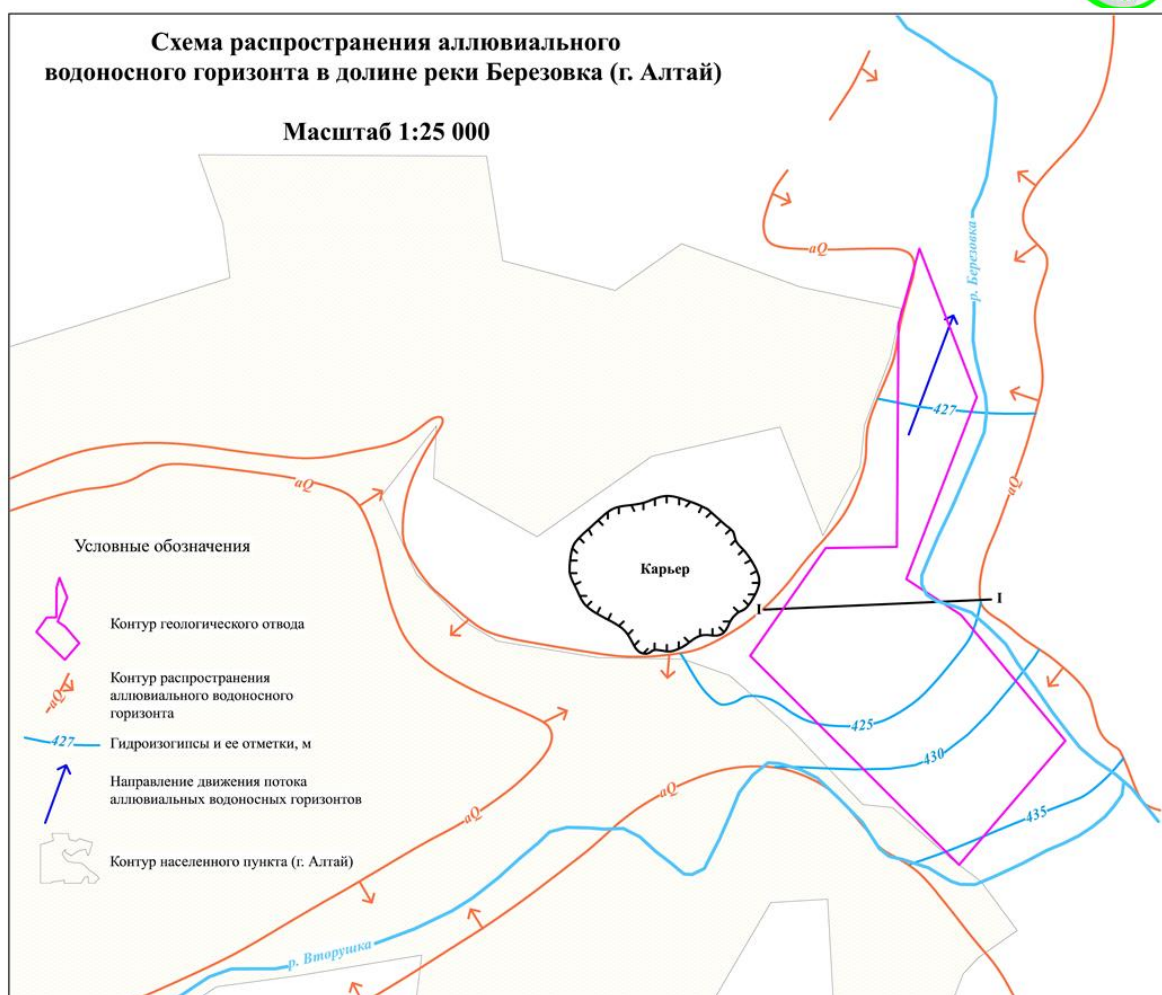 Схема распространения аллювиального
водоносного горизонта в долине реки Березовка (г. Алтай)
Масштаб 1:25 000
р. Березовка
aQ
427
aQ
aQ
Карьер
I
I
Условные обозначения
Контур геологического отвода
aQ
Контур распространения
аллювиального водоносного
горизонта
427
Гидроизогипсы и ее отметки, м
Направление движения потока
аллювиальных водоносных горизонтов
Контур населенного пункта (г. Алтай)
425
430
435
aQ
aQ
р. Вторушка